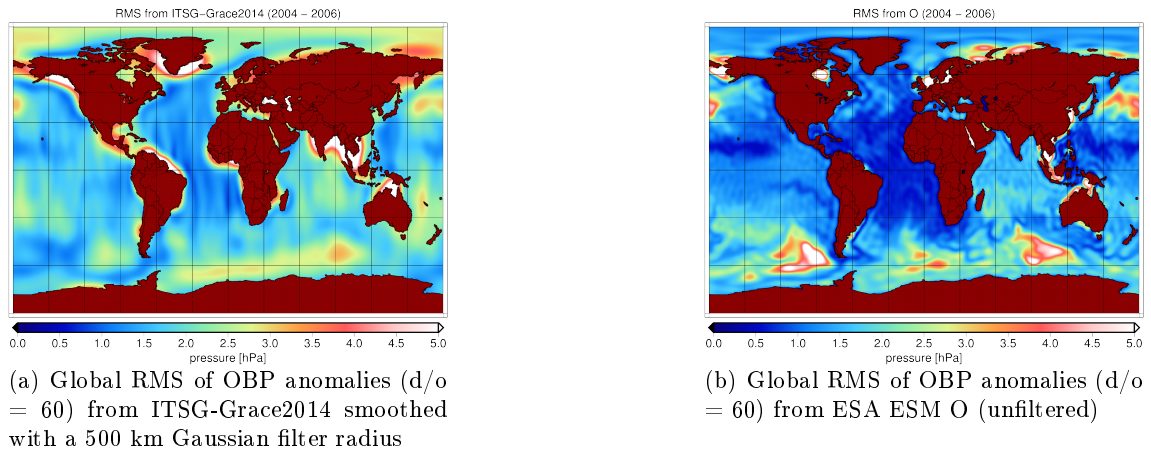 RMS from ITSG-Grace2014 (2004 - 2006)
0.0 0.5 1.0 1.5 2.0 2.5 3.0 3.5 4.0 4.5 5.0
pressure [hPa]
(a) Global RMS of OBP anomalies (d/o
= 60) from ITSG-Grace2014 smoothed
with a 500 km Gaussian filter radius
RMS from O (2004 - 2006)
0.0 0.5 1.0 1.5 2.0 2.5 3.0 3.5 4.0 4.5 5.0
pressure [hPa]
(b) Global RMS of OBP anomalies (d/o
= 60) from ESA ESM O (unfiltered)